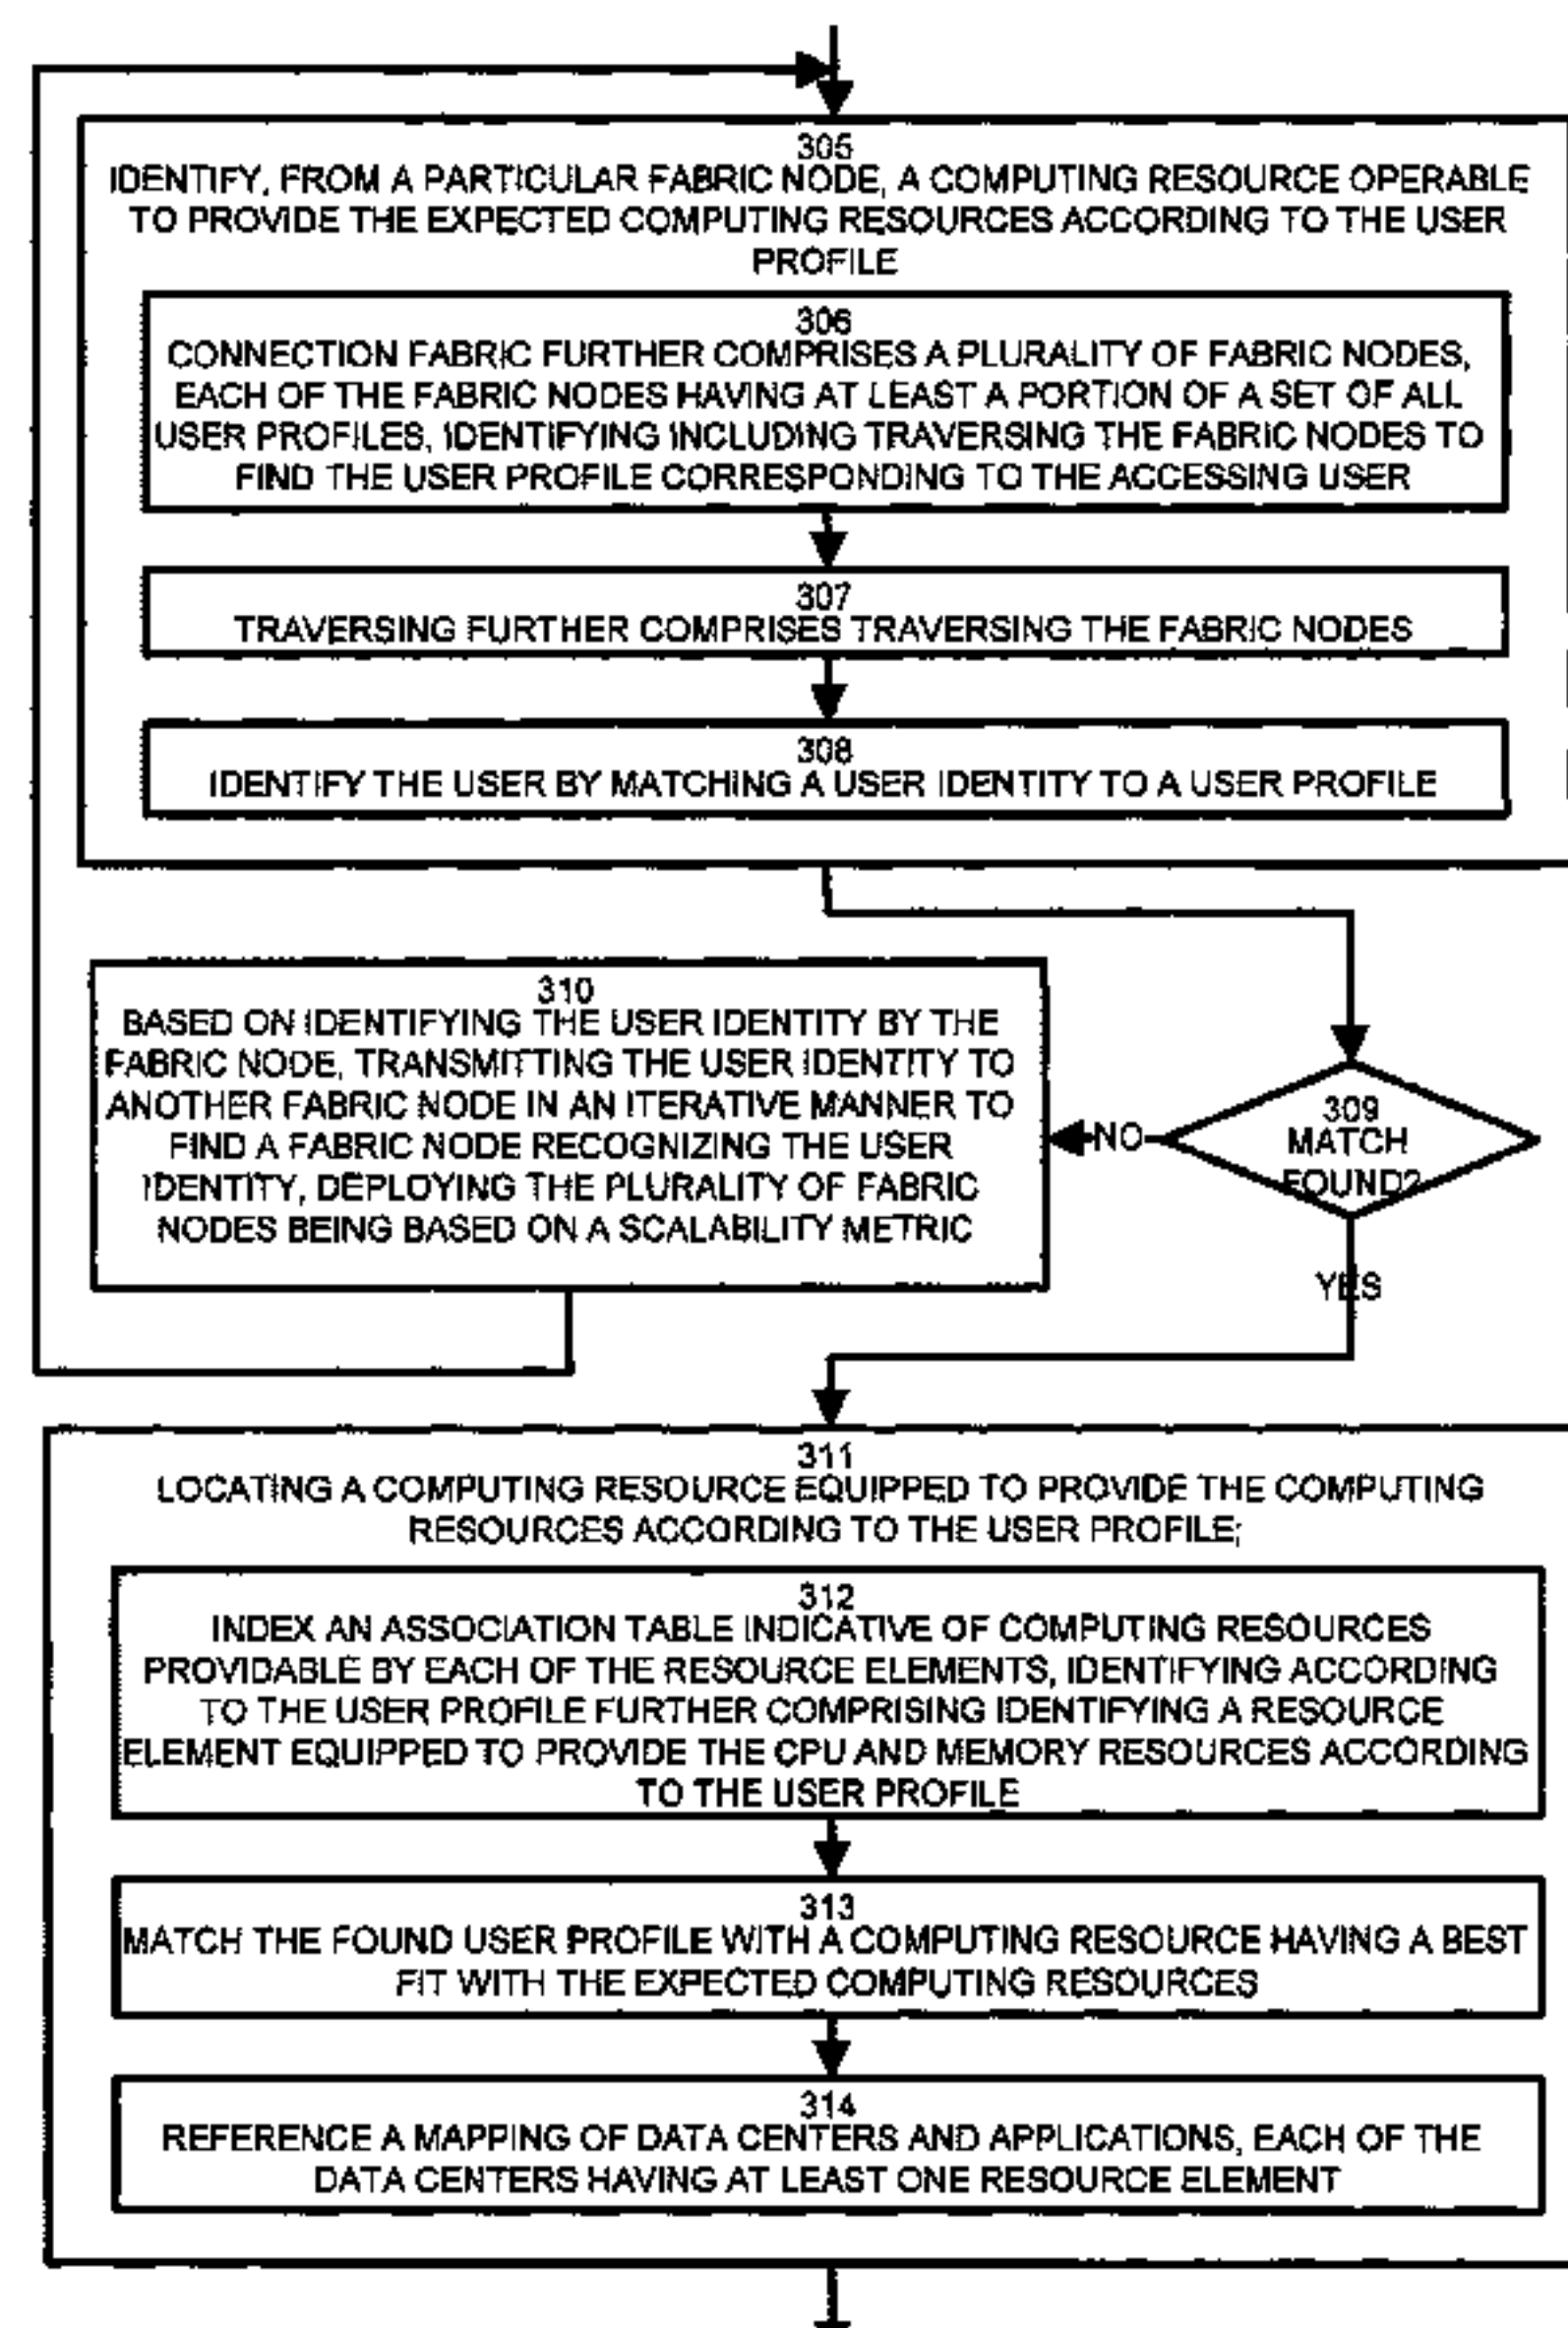 305
IDENTIFY, FROM A PARTICULAR FABRIC NODE, A COMPUTING RESOURCE OPERABLE
TO PROVIDE THE EXPECTED COMPUTING RESOURCES ACCORDING TO THE USER
PROFILE
306
CONNECTION FABRIC FURTHER COMPRISES A PLURALITY OF FABRIC NODES,
EACH OF THE FABRIC NODES HAVING AT LEAST A PORTION OF A SET OF ALL
USER PROFILES, IDENTIFYING INCLUDING TRAVERSING THE FABRIC NODES TO
FIND THE USER PROFILE CORRESPONDING TO THE ACCESSING USER
307
TRAVERSING FURTHER COMPRISES TRAVERSING THE FABRIC NODES
308
IDENTIFY THE USER BY MATCHING A USER IDENTITY TO A USER PROFILE
310
BASED ON IDENTIFYING THE USER IDENTITY BY THE
FABRIC NODE, TRANSMITTING THE USER IDENTITY TO
ANOTHER FABRIC NODE IN AN ITERATIVE MANNER TO
FIND A FABRIC NODE RECOGNIZING THE USER
IDENTITY, DEPLOYING THE PLURALITY OF FABRIC
NODES BEING BASED ON A SCALABILITY METRIC
NO
309
MATCH
FOUND?
YES
311
LOCATING A COMPUTING RESOURCE EQUIPPED TO PROVIDE THE COMPUTING
RESOURCES ACCORDING TO THE USER PROFILE;
312
INDEX AN ASSOCIATION TABLE INDICATIVE OF COMPUTING RESOURCES
PROVIDABLE BY EACH OF THE RESOURCE ELEMENTS, IDENTIFYING ACCORDING
TO THE USER PROFILE FURTHER COMPRISING IDENTIFYING A RESOURCE
ELEMENT EQUIPPED TO PROVIDE THE CPU AND MEMORY RESOURCES ACCORDING
TO THE USER PROFILE
313
MATCH THE FOUND USER PROFILE WITH A COMPUTING RESOURCE HAVING A BEST
FIT WITH THE EXPECTED COMPUTING RESOURCES
314
REFERENCE A MAPPING OF DATA CENTERS AND APPLICATIONS, EACH OF THE
DATA CENTERS HAVING AT LEAST ONE RESOURCE ELEMENT